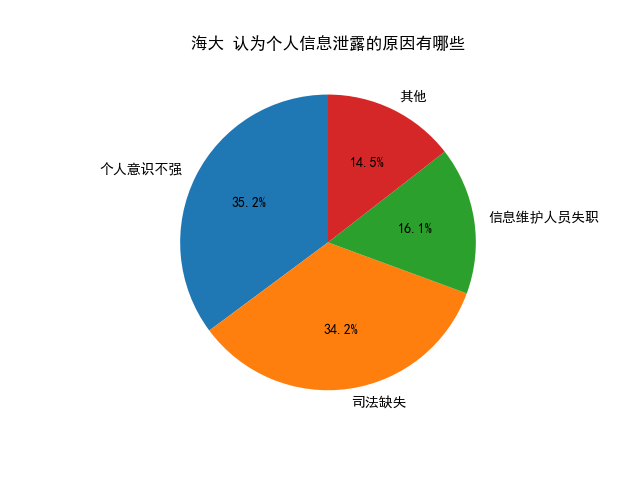 海大 认为个人信息泄露的原因有哪些
其他
14.5%
个人意识不强
35.2%
信息维护人员失职
16.1%
34.2%
司法缺失